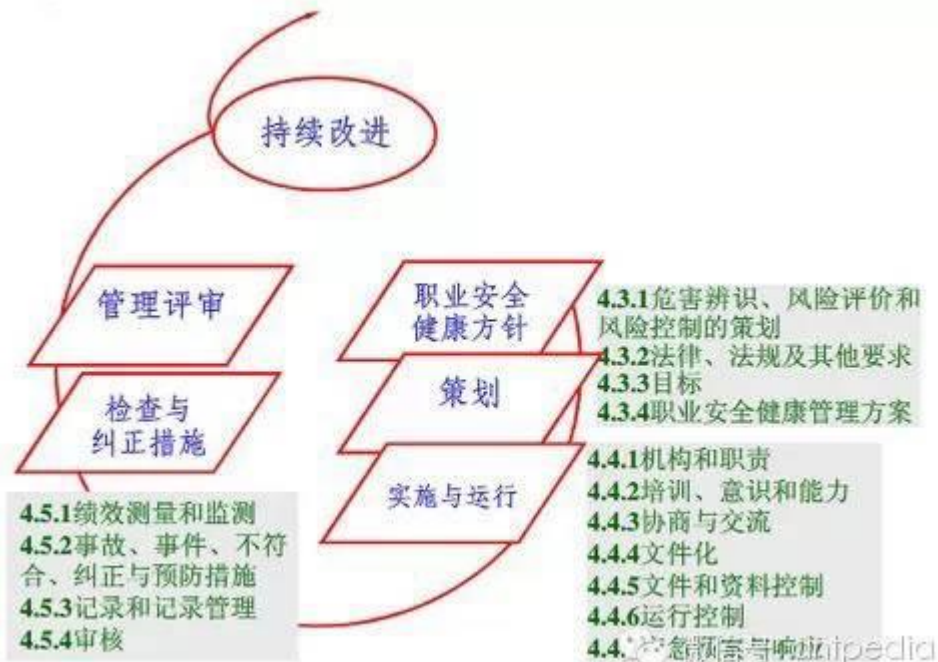 持续改进
管理评审
职业安全
健康方针
4.3.1危害辨识、风险评价和
风险控制的策划
4.3.2法律、法规及其他要求
4.3.3目标
4.3.4职业安全健康管理方案
策划
检查与
纠正措施
实施与运行
4.4.1机构和职责
4.4.2培训、意识和能力
4.4.3协商与交流
4.4.4文件化
4.4.5文件和资料控制
4.4.6运行控制
4.5.1绩效测量和监测
4.5.2事故、事件、不符
合、纠正与预防措施
4.5.3记录和记录管理
4.5.4审核